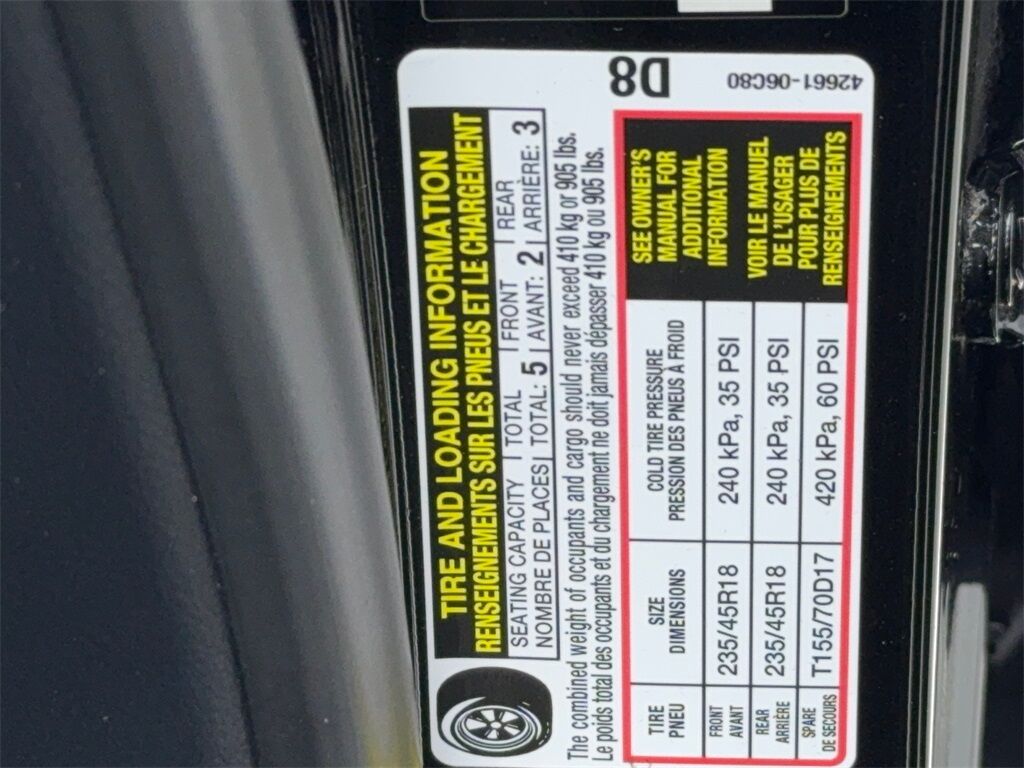 TIRE AND LOADING INFORMATION
RENSEIGNEMENTS SUR LES PNEUS ET LE CHARGEMENT
SEATING CAPACITY | TOTAL | FRONT | REAR
NOMBRE DE PLACES | TOTAL: 5 | AVANT: 2 | ARRIÈRE: 3
The combined weight of occupants and cargo should never exceed 410 kg or 905 lbs.
Le poids total des occupants et du chargement ne doit jamais dépasser 410 kg ou 905 lbs.
TIRE
PNEU
SIZE
DIMENSIONS
COLD TIRE PRESSURE
PRESSION DES PNEUS À FROID
FRONT
AVANT
235/45R18
240 kPa, 35 PSI
REAR
ARRIÈRE
235/45R18
240 kPa, 35 PSI
SPARE
DE SECOURS
T155/70D17
420 kPa, 60 PSI
SEE OWNER'S
MANUAL FOR
ADDITIONAL
INFORMATION
VOIR LE MANUEL
DE L'USAGER
POUR PLUS DE
RENSEIGNEMENTS
D8
42661-06C80